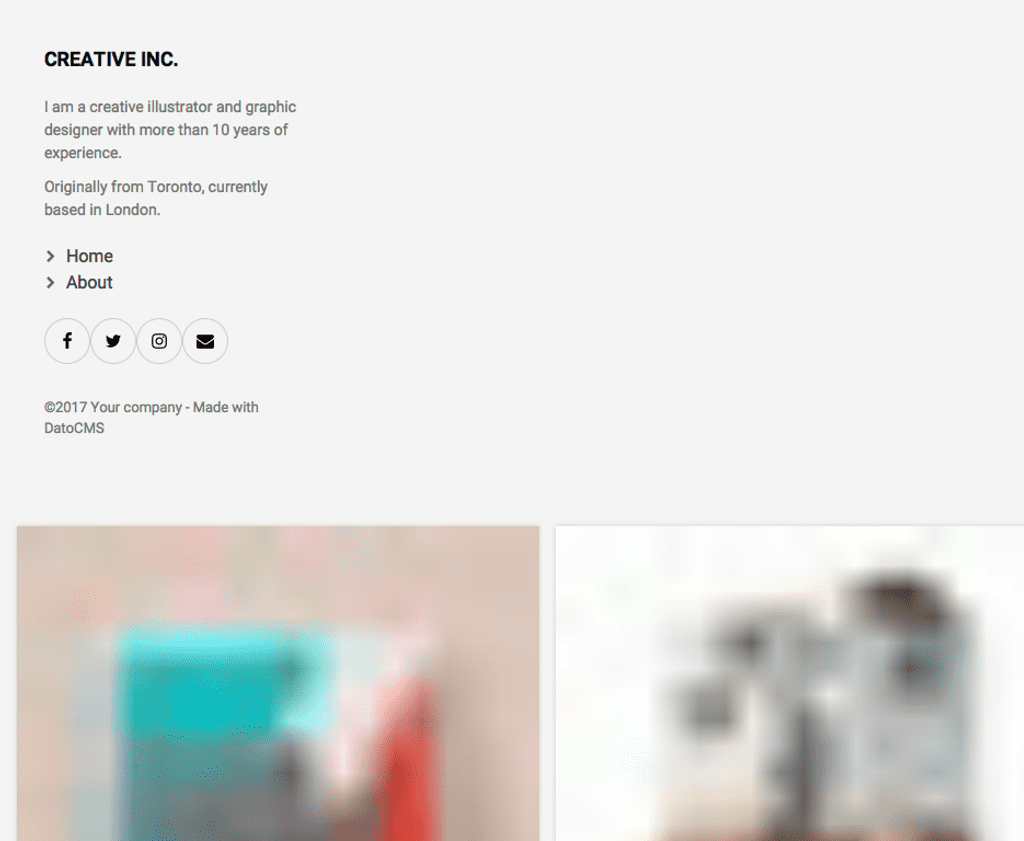 CREATIVE INC.
I am a creative illustrator and graphic
designer with more than 10 years of
experience.
Originally from Toronto, currently
based in London.
Home
About
©2017 Your company - Made with
DatoCMS